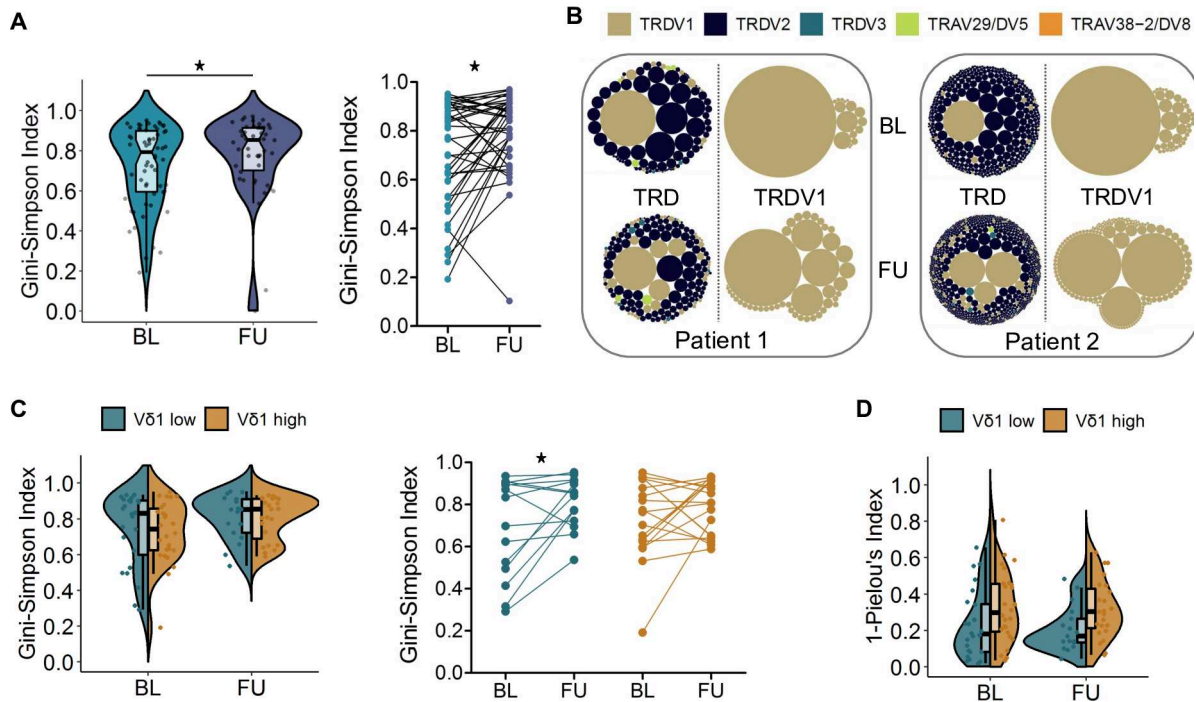 A
Gini-Simpson Index
1.0
0.8
0.6
0.4
0.2
0.0
★
BL FU
Gini-Simpson Index
1.0
0.8
0.6
0.4
0.2
0.0
★
BL FU
B
TRDV1 TRDV2 TRDV3 TRAV29/DV5 TRAV38−2/DV8
BL
TRD TRDV1 TRD TRDV1
FU
Patient 1 Patient 2
C
Vδ1 low Vδ1 high
Gini-Simpson Index
1.0
0.8
0.6
0.4
0.2
0.0
BL FU
Gini-Simpson Index
1.0
0.8
0.6
0.4
0.2
0.0
★
BL FU BL FU
D
Vδ1 low Vδ1 high
1-Pielou's Index
1.0
0.8
0.6
0.4
0.2
0.0
BL FU